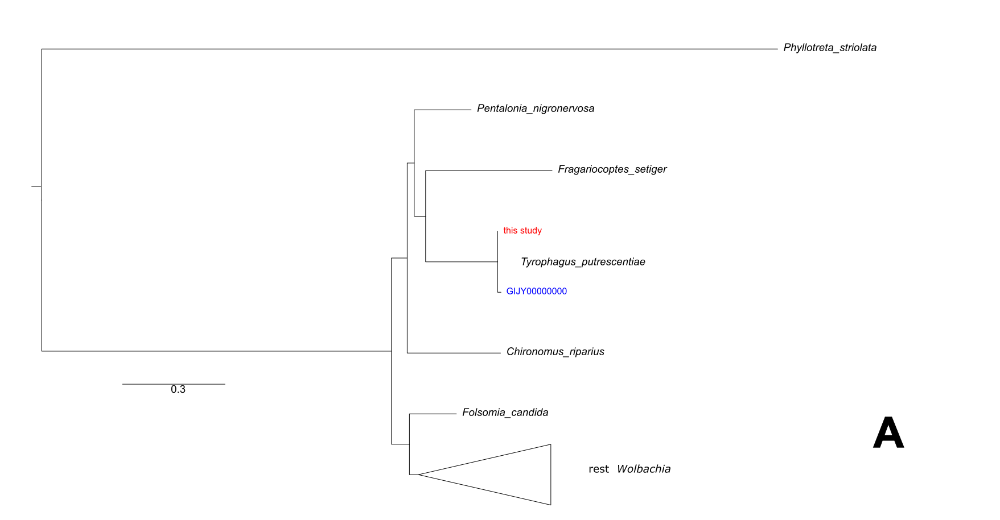 Phyllotreta_striolata
Pentalonia_nigronervosa
Fragariocoptes_setiger
this study
Tyrophagus_putrescentiae
GIJY00000000
Chironomus_riparius
0.3
Folsomia_candida
A
rest Wolbachia